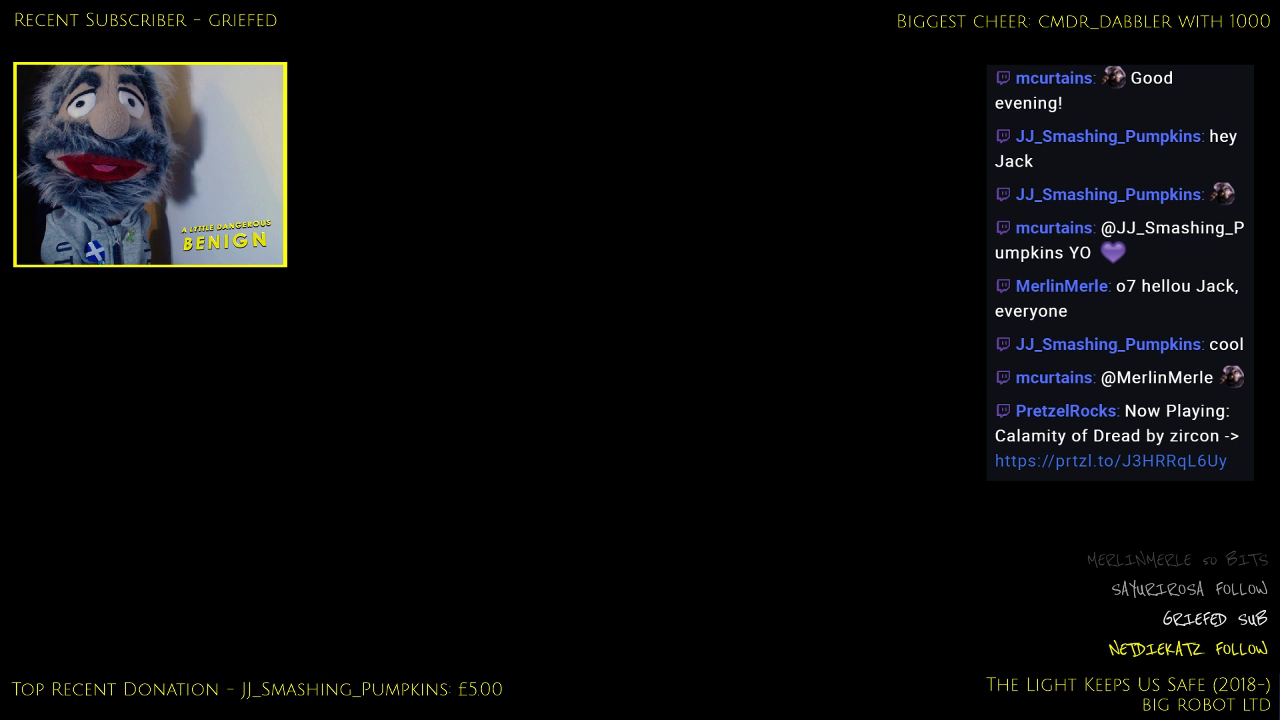 Recent Subscriber - griefed
Biggest cheer: cmdr_dabbler with 1000
A LYTTLE DANGEROUS
BENIGN
mcurtains: Good
evening!
JJ_Smashing_Pumpkins: hey
Jack
JJ_Smashing_Pumpkins:
mcurtains: @JJ_Smashing_P
umpkins YO
MerlinMerle: o7 hellou Jack,
everyone
JJ_Smashing_Pumpkins: cool
mcurtains: @MerlinMerle
PretzelRocks: Now Playing:
Calamity of Dread by zircon ->
https://prtzl.to/J3HRRqL6Uy
MERLINMERLE 50 BITS
SAYURIROSA FOLLOW
GRIEFED SUB
NETDIEKATZ FOLLOW
Top Recent Donation - JJ_Smashing_Pumpkins: £5.00
The Light Keeps Us Safe (2018-)
BIG ROBOT LTD